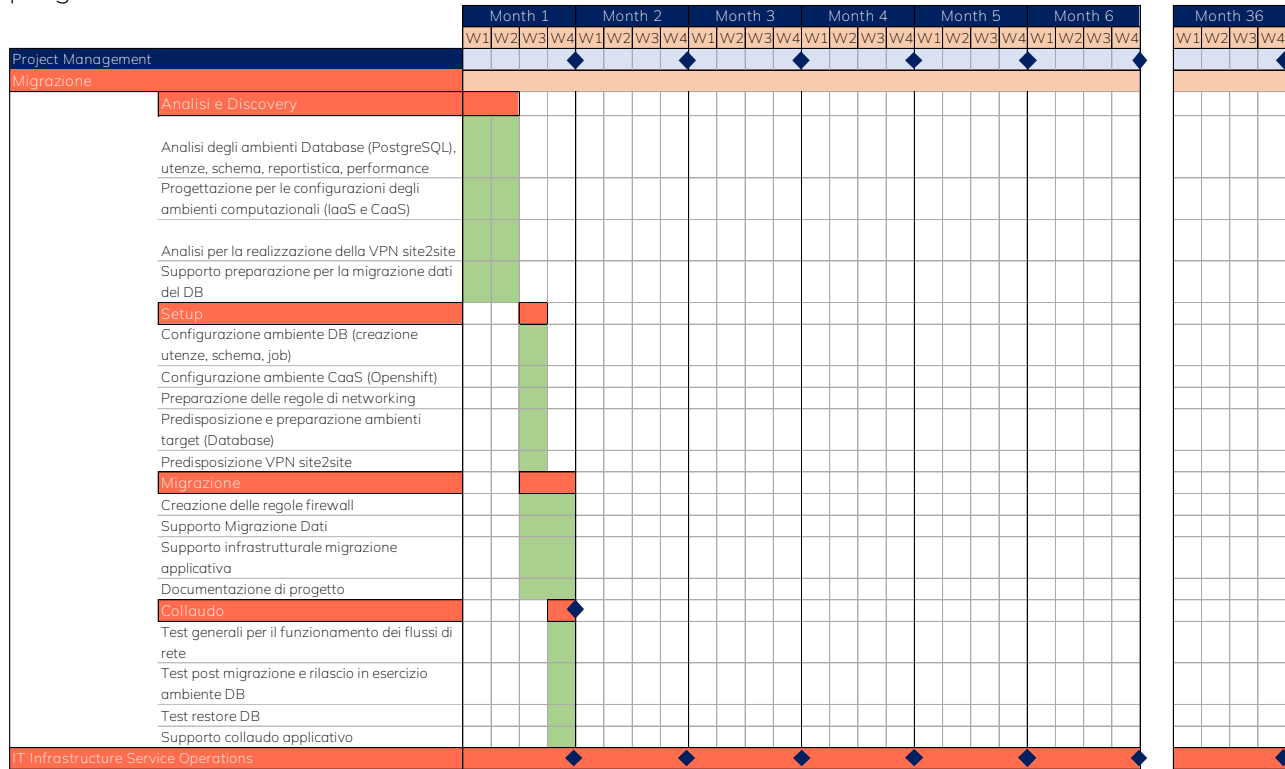 Month 1 Month 2 Month 3 Month 4 Month 5 Month 6 Month 36
W1 W2 W3 W4 W1 W2 W3 W4 W1 W2 W3 W4 W1 W2 W3 W4 W1 W2 W3 W4 W1 W2 W3 W4 W1 W2 W3 W4
Project Management
Migrazione
Analisi e Discovery
Analisi degli ambienti Database (PostgreSQL),
utenze, schema, reportistica, performance
Progettazione per le configurazioni degli
ambienti computazionali (IaaS e CaaS)
Analisi per la realizzazione della VPN site2site
Supporto preparazione per la migrazione dati
del DB
Setup
Configurazione ambiente DB (creazione
utenze, schema, job)
Configurazione ambiente CaaS (Openshift)
Preparazione delle regole di networking
Predisposizione e preparazione ambienti
target (Database)
Predisposizione VPN site2site
Migrazione
Creazione delle regole firewall
Supporto Migrazione Dati
Supporto infrastrutturale migrazione
applicativa
Documentazione di progetto
Collaudo
Test generali per il funzionamento dei flussi di
rete
Test post migrazione e rilascio in esercizio
ambiente DB
Test restore DB
Supporto collaudo applicativo
IT Infrastructure Service Operations